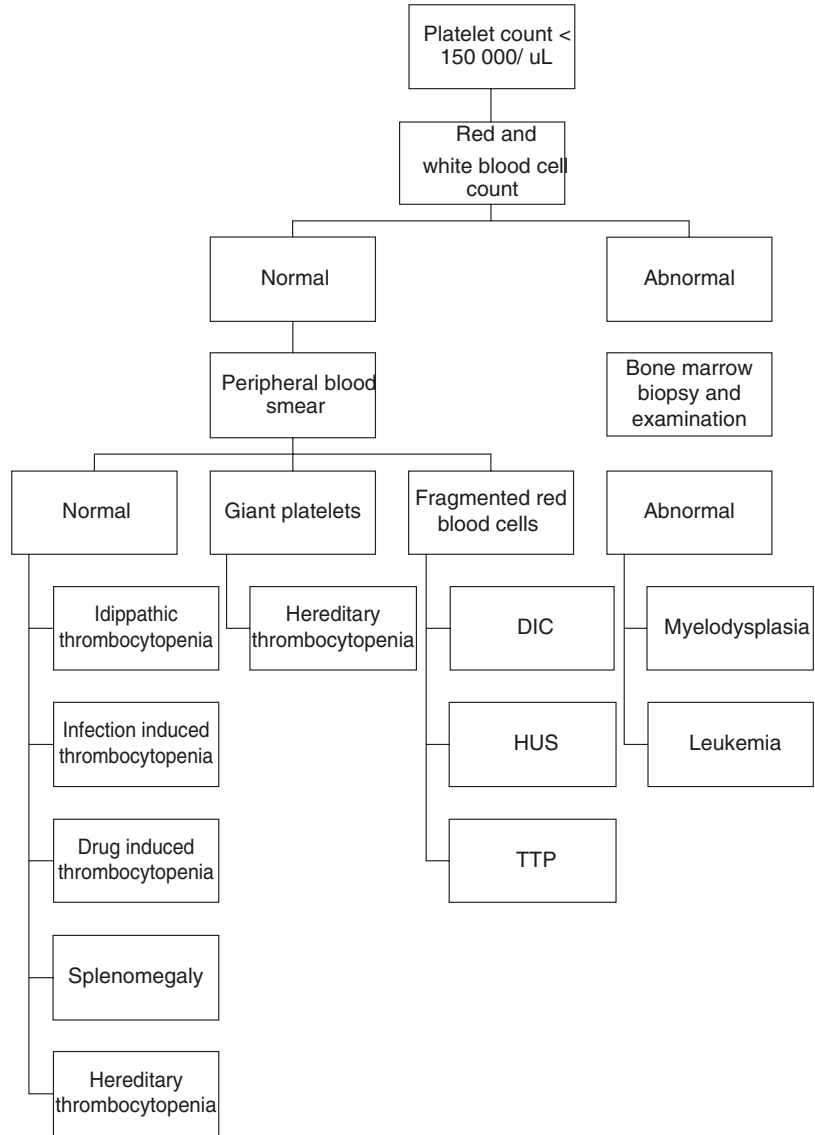 Platelet count <
150 000/ uL
Red and
white blood cell
count
Normal
Abnormal
Peripheral blood
smear
Bone marrow
biopsy and
examination
Normal
Giant platelets
Fragmented red
blood cells
Abnormal
Idippathic
thrombocytopenia
Hereditary
thrombocytopenia
DIC
Myelodysplasia
Infection induced
thrombocytopenia
HUS
Leukemia
Drug induced
thrombocytopenia
TTP
Splenomegaly
Hereditary
thrombocytopenia